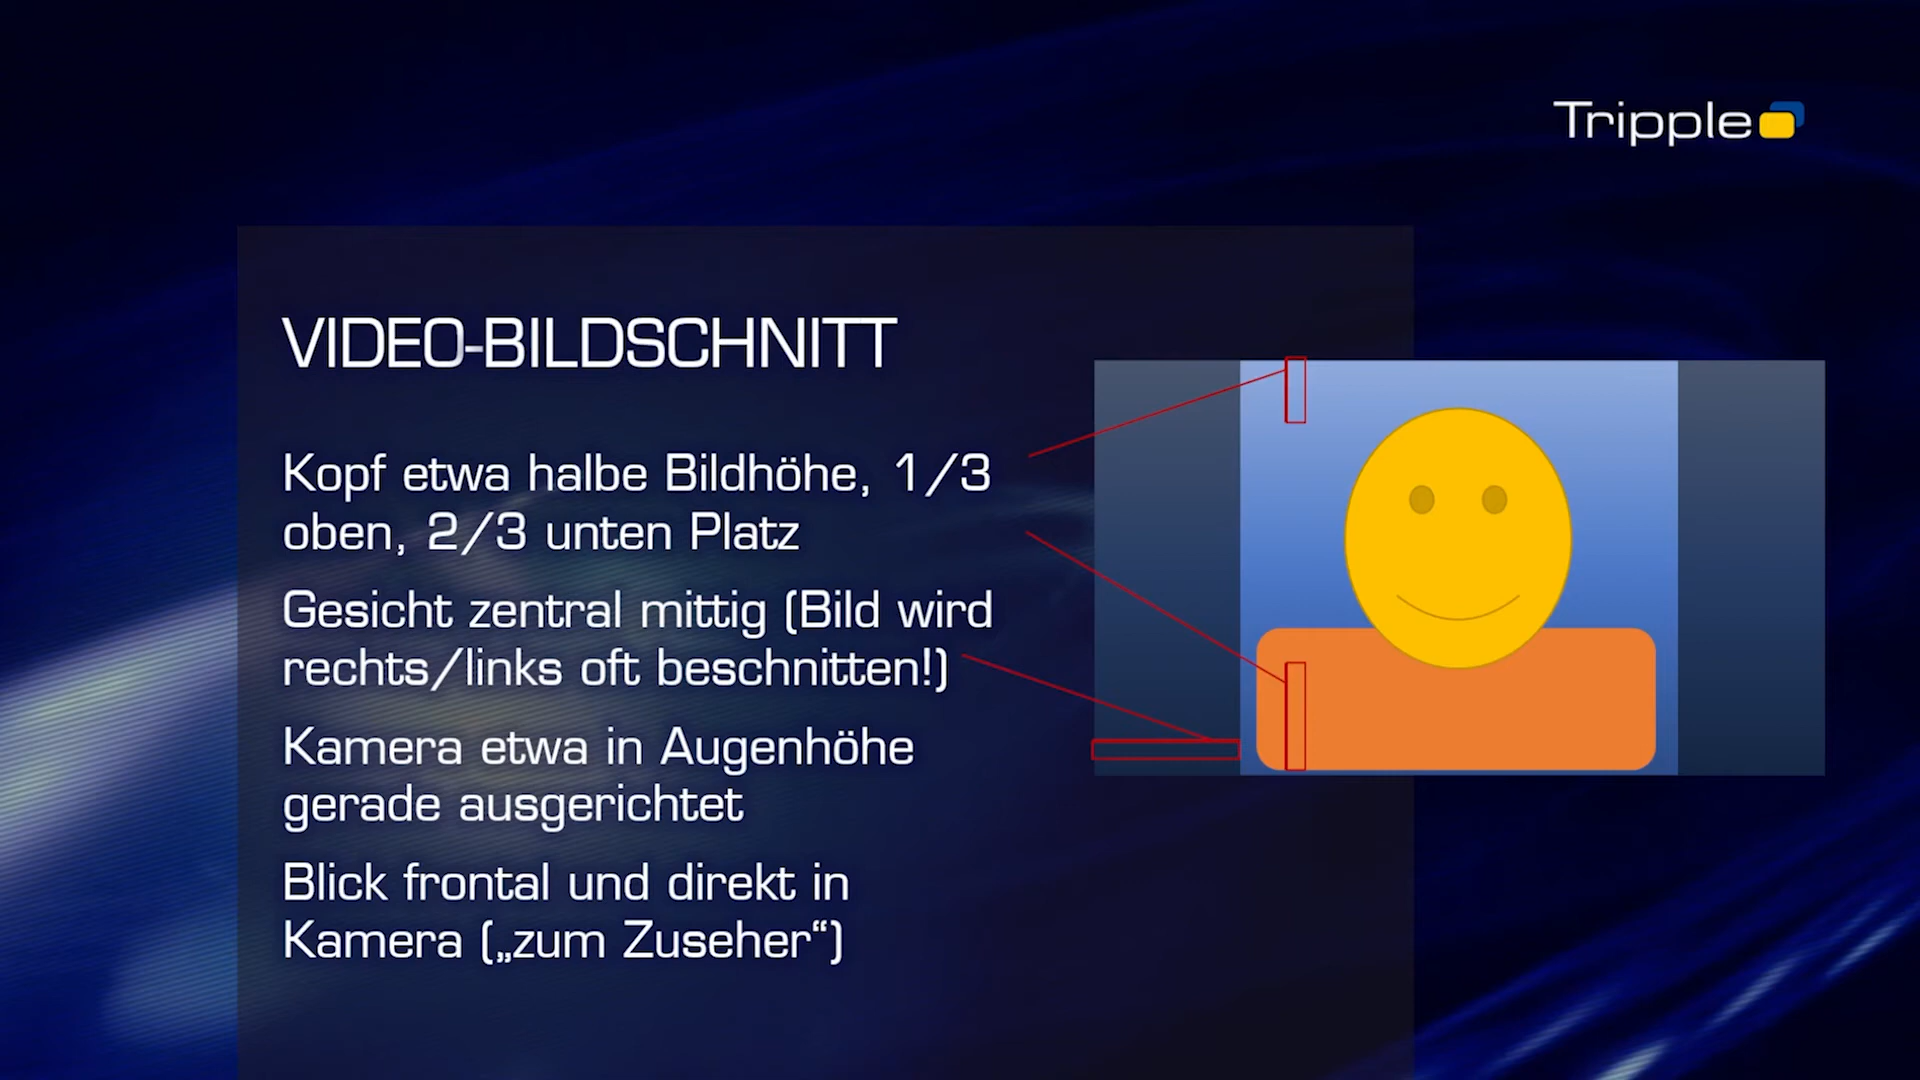 Tripple
VIDEO-BILDSCHNITT
Kopf etwa halbe Bildhöhe, 1/3
oben, 2/3 unten Platz
Gesicht zentral mittig (Bild wird
rechts/links oft beschnitten!)
Kamera etwa in Augenhöhe
gerade ausgerichtet
Blick frontal und direkt in
Kamera („zum Zuseher“)